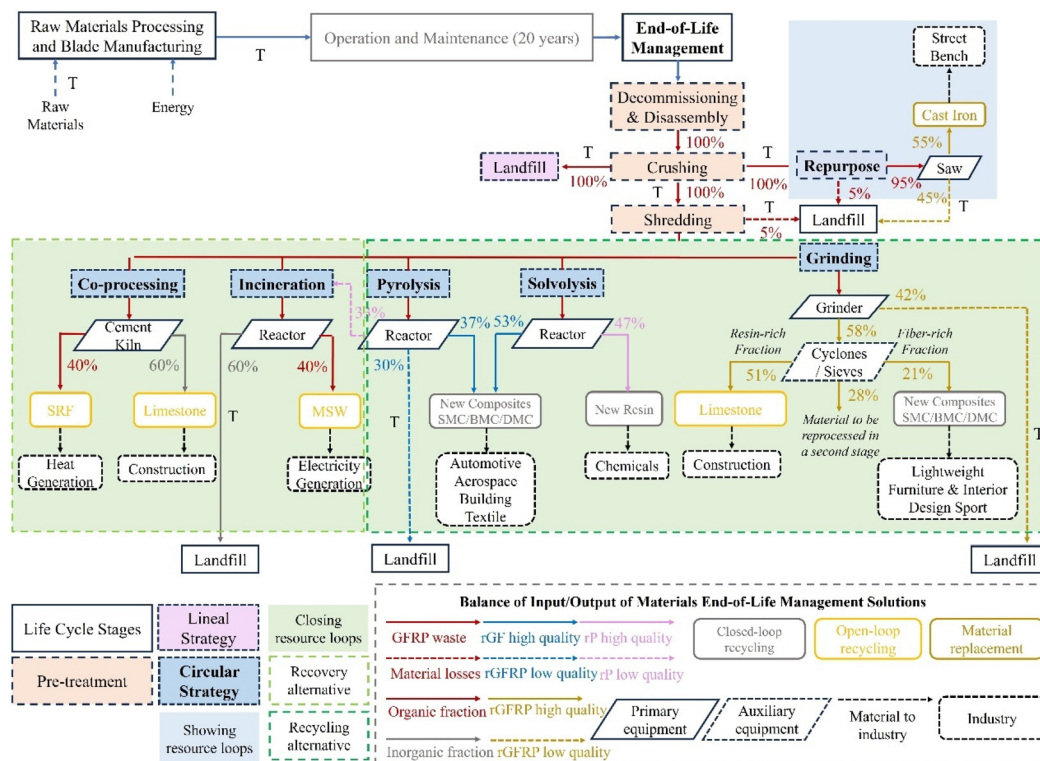 Raw Materials Processing
and Blade Manufacturing
T
Operation and Maintenance (20 years)
End-of-Life
Management
Street
Bench
T
Raw
Materials
Energy
Decommissioning
& Disassembly
Cast Iron
100%
55%
Landfill
T
100%
Crushing
T
100%
Repurpose
95%
Saw
T
100%
5%
45%
T
Shredding
T
5%
Landfill
Co-processing
Incineration
Pyrolysis
Solvolysis
Grinding
Cement
Kiln
Reactor
Reactor
37%
53%
Reactor
47%
Grinder
42%
40%
60%
60%
40%
30%
Resin-rich
Fraction
58%
Fiber-rich
Fraction
Cyclones
/ Sieves
51%
28%
21%
SRF
Limestone
T
MSW
T
New Composites
SMC/BMC/DMC
New Resin
Limestone
Material to be
reprocessed in
a second stage
New Composites
SMC/BMC/DMC
T
Heat
Generation
Construction
Electricity
Generation
Automotive
Aerospace
Building
Textile
Chemicals
Construction
Lightweight
Furniture & Interior
Design Sport
Landfill
Landfill
Landfill
Life Cycle Stages
Lineal
Strategy
Closing
resource loops
Pre-treatment
Circular
Strategy
Recovery
alternative
Showing
resource loops
Recycling
alternative
Balance of Input/Output of Materials End-of-Life Management Solutions
GFRP waste
rGF high quality
rP high quality
Closed-loop
recycling
Open-loop
recycling
Material
replacement
Material losses
rGFRP low quality
rP low quality
Organic fraction
rGFRP high quality
Primary
equipment
Auxiliary
equipment
Material to
industry
Industry
Inorganic fraction
rGFRP low quality